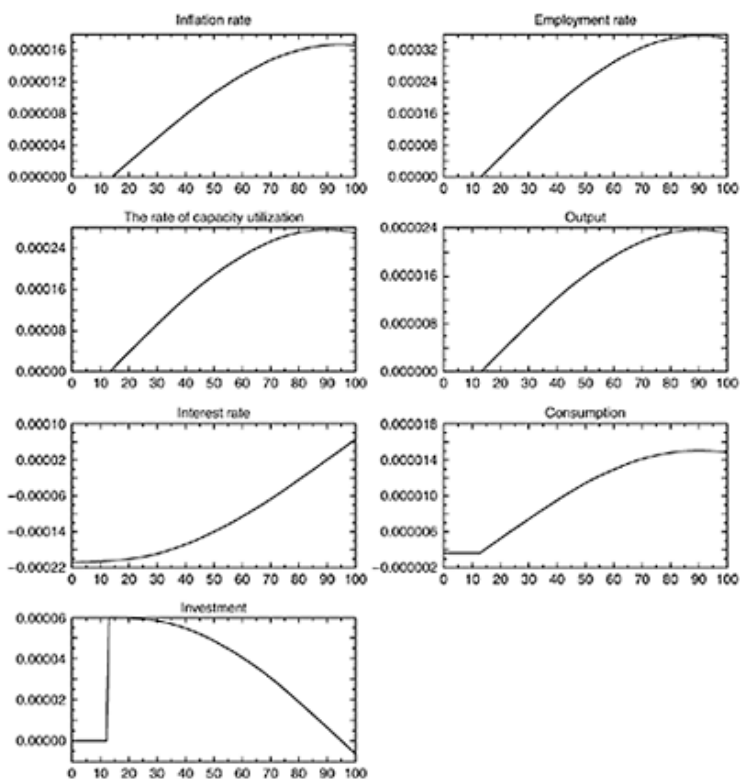 Inflation rate
0.000016
0.000012
0.000008
0.000004
0.000000
0 10 20 30 40 50 60 70 80 90 100
Employment rate
0.00032
0.00024
0.00016
0.00008
0.00000
0 10 20 30 40 50 60 70 80 90 100
The rate of capacity utilization
0.00024
0.00016
0.00008
0.00000
0 10 20 30 40 50 60 70 80 90 100
Output
0.000024
0.000016
0.000008
0.000000
0 10 20 30 40 50 60 70 80 90 100
Interest rate
0.00010
0.00002
−0.00006
−0.00014
−0.00022
0 10 20 30 40 50 60 70 80 90 100
Consumption
0.000018
0.000014
0.000010
0.000006
−0.000002
0 10 20 30 40 50 60 70 80 90 100
Investment
0.00006
0.00004
0.00002
0.00000
0 10 20 30 40 50 60 70 80 90 100